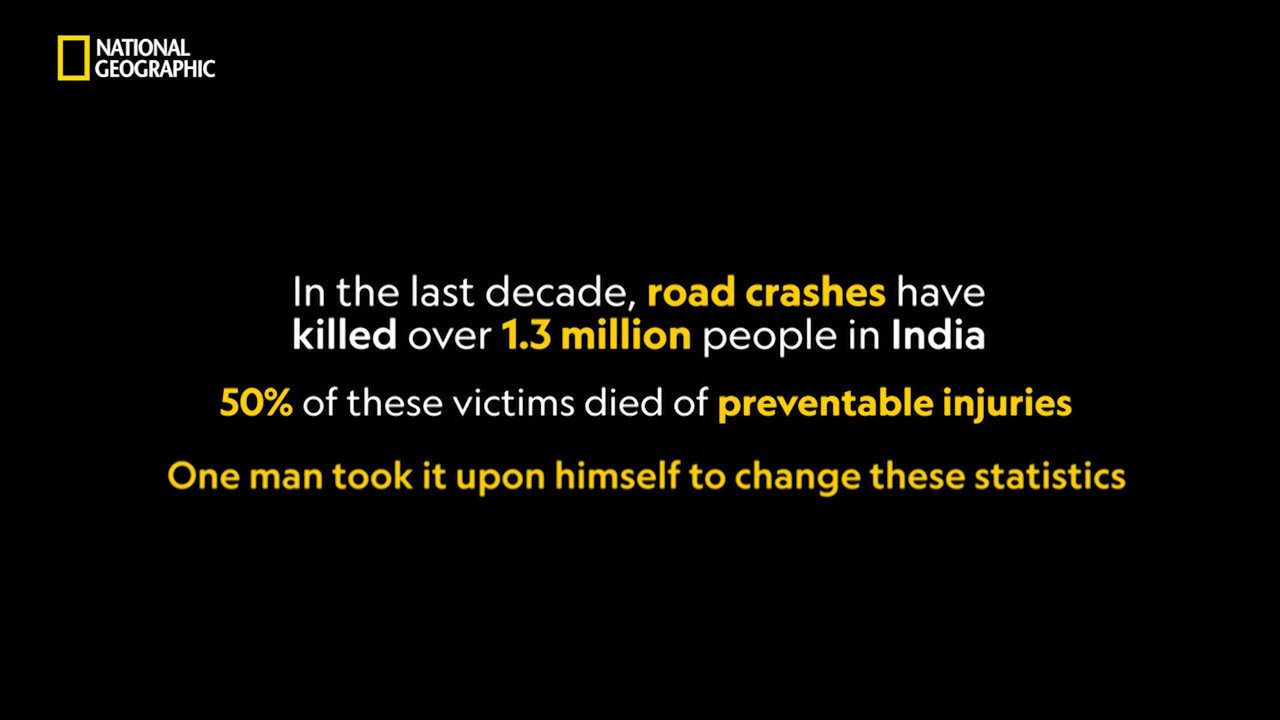 NATIONAL
GEOGRAPHIC
In the last decade, road crashes have
killed over 1.3 million people in India
50% of these victims died of preventable injuries
One man took it upon himself to change these statistics